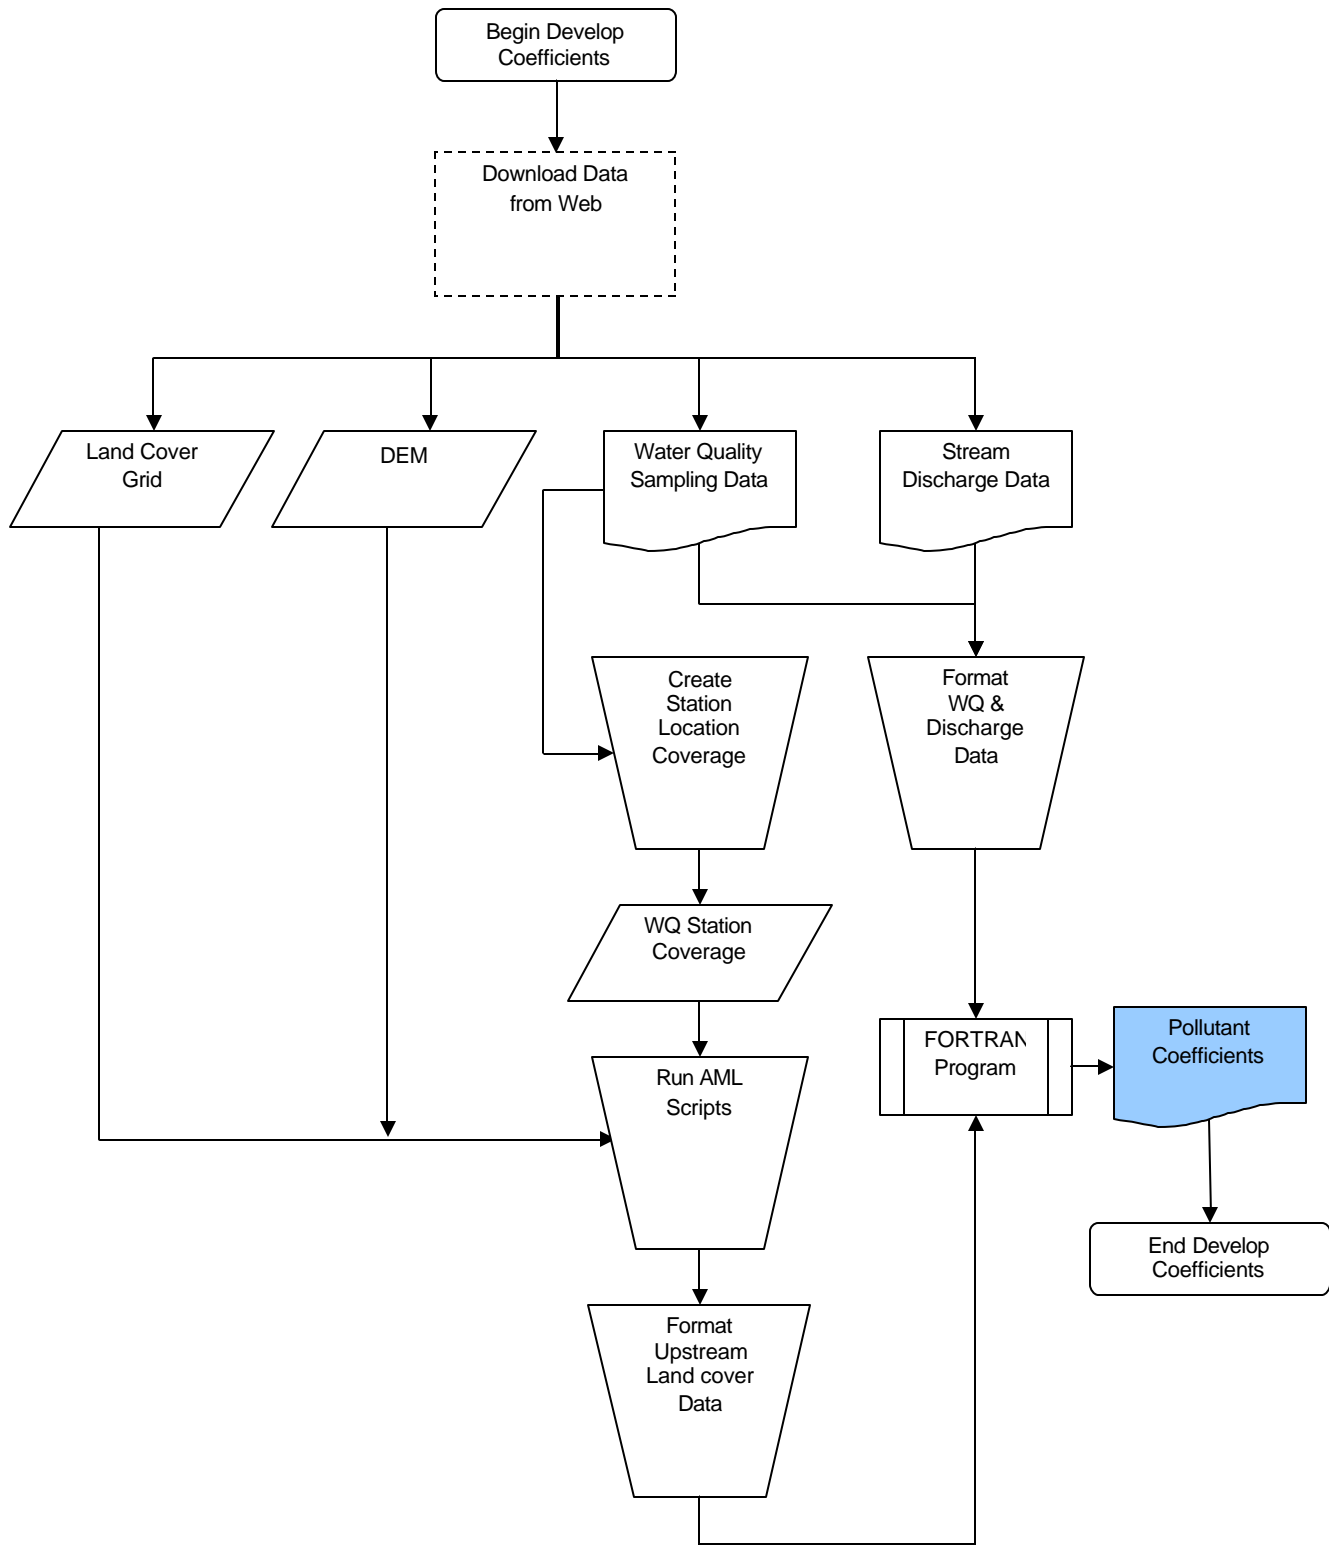 Begin Develop
Coefficients
Download Data
from Web
Land Cover
Grid
DEM
Water Quality
Sampling Data
Stream
Discharge Data
Create
Station
Location
Coverage
Format
WQ &
Discharge
Data
WQ Station
Coverage
FORTRAN
Program
Pollutant
Coefficients
Run AML
Scripts
End Develop
Coefficients
Format
Upstream
Land cover
Data